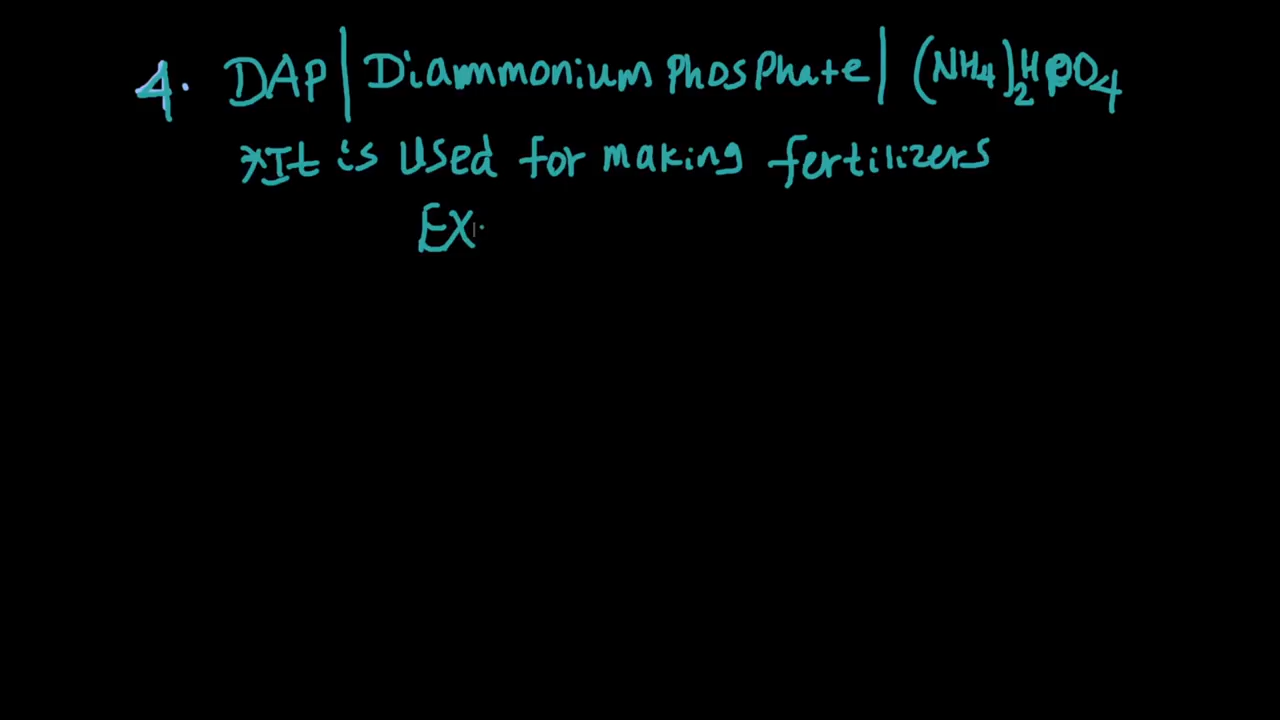 4. DAP | Diammonium Phosphate | (NH4)2HPO4
*It is Used for making fertilizers
EX.